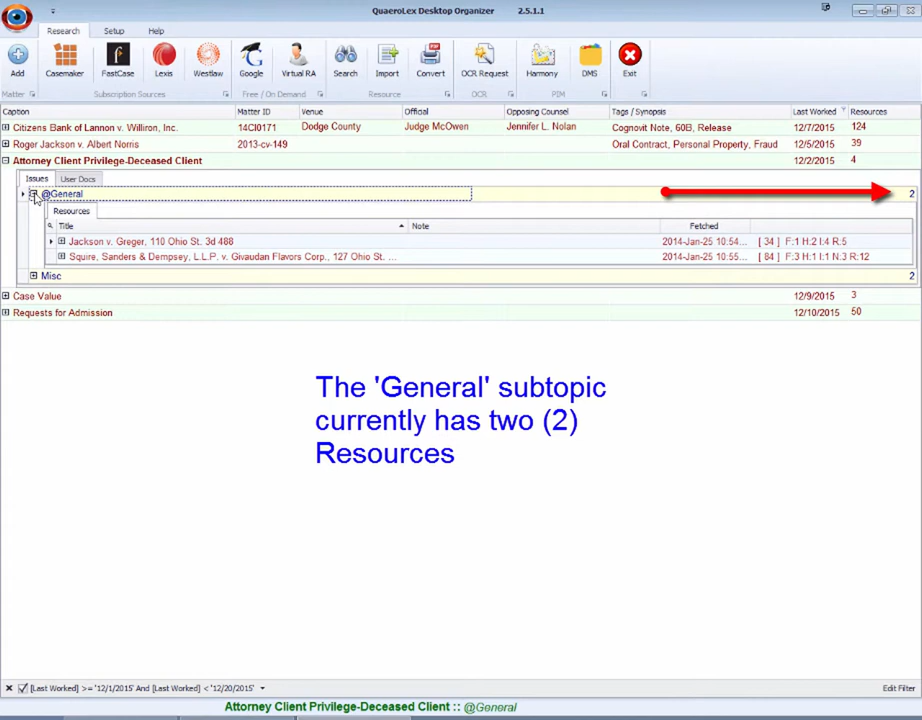 QuaeroLex Desktop Organizer 2.5.1.1
Research Setup Help
Add Casemaker FastCase Lexis Westlaw Google Virtual RA Search Import Convert OCR Request Harmony DMS Exit
Matter Subscription Sources Free / On Demand Resource OCR PIM
Caption Matter ID Venue Official Opposing Counsel Tags / Synopsis Last Worked Resources
Citizens Bank of Lannon v. Williron, Inc. 14CI0171 Dodge County Judge McOwen Jennifer L. Nolan Cognovit Note, 60B, Release 12/7/2015 124
Roger Jackson v. Albert Norris 2013-cv-149 Oral Contract, Personal Property, Fraud 12/5/2015 39
Attorney Client Privilege-Deceased Client 12/2/2015 4
Issues User Docs
@General 2
Resources
Title Note Fetched
Jackson v. Greger, 110 Ohio St. 3d 488 2014-Jan-25 10:54... [ 34 ] F:1 H:2 I:4 R:5
Squire, Sanders & Dempsey, L.L.P. v. Givaudan Flavors Corp., 127 Ohio St. ... 2014-Jan-25 10:55... [ 84 ] F:3 H:1 I:1 N:3 R:12
Misc 2
Case Value 12/9/2015 3
Requests for Admission 12/10/2015 50
The 'General' subtopic
currently has two (2)
Resources
[Last Worked] >= '12/1/2015' And [Last Worked] < '12/20/2015' Edit Filter
Attorney Client Privilege-Deceased Client :: @General